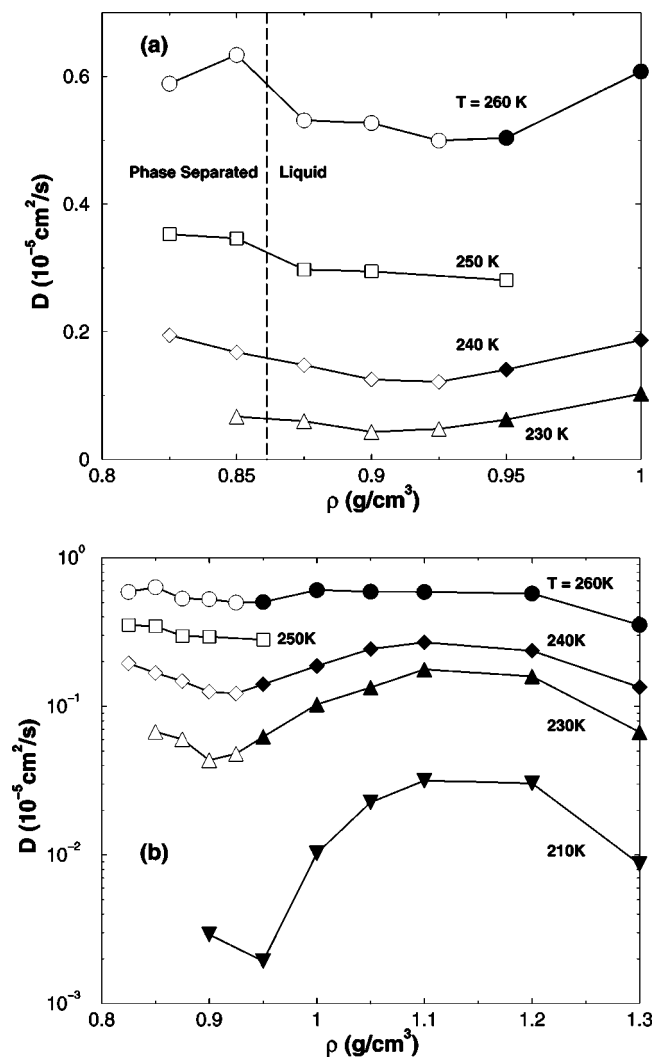 (a)
0.6
T = 260 K
Phase Separated
Liquid
0.4
D (10⁻⁵cm²/s)
250 K
0.2
240 K
230 K
0
0.8
0.85
0.9
0.95
1
ρ (g/cm³)
10⁰
T = 260K
250K
240K
10⁻¹
230K
D (10⁻⁵cm²/s)
(b)
210K
10⁻²
10⁻³
0.8
0.9
1
1.1
1.2
1.3
ρ (g/cm³)